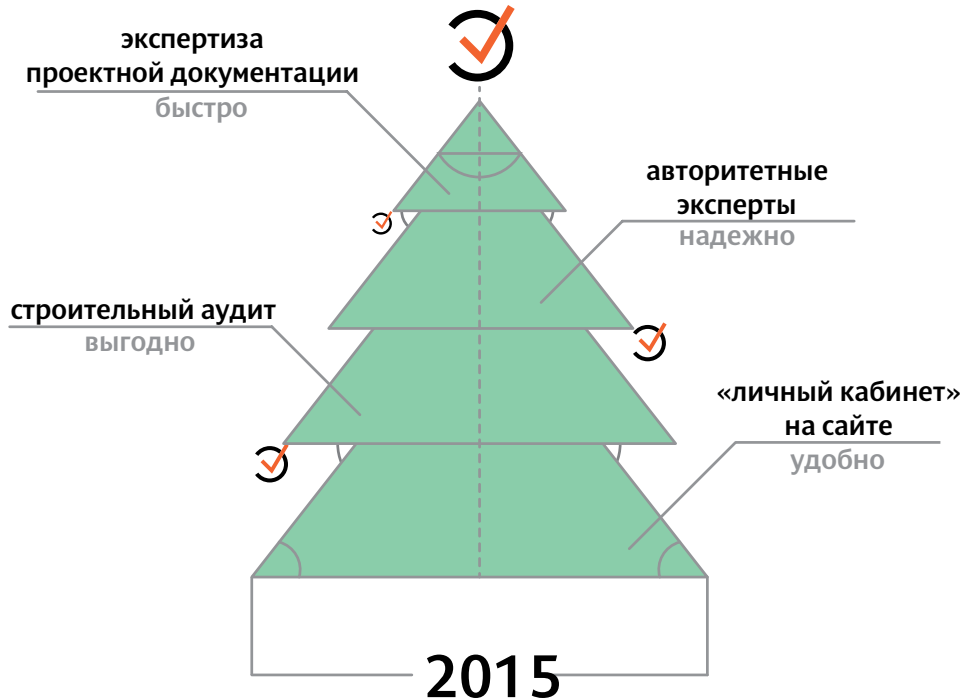 экспертиза
проектной документации
быстро
авторитетные
эксперты
надежно
строительный аудит
выгодно
«личный кабинет»
на сайте
удобно
2015